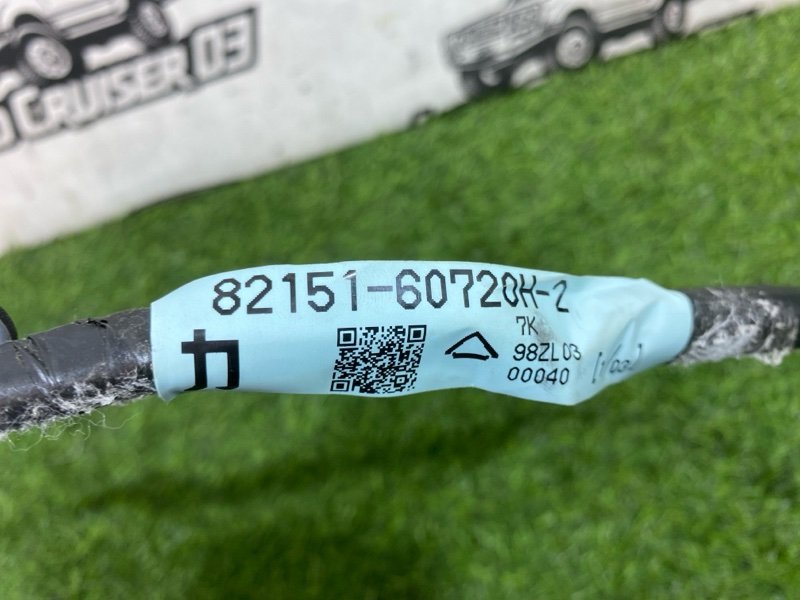 CRUISER 03
82151-60720H-2
カ
7K
98ZL03
00040